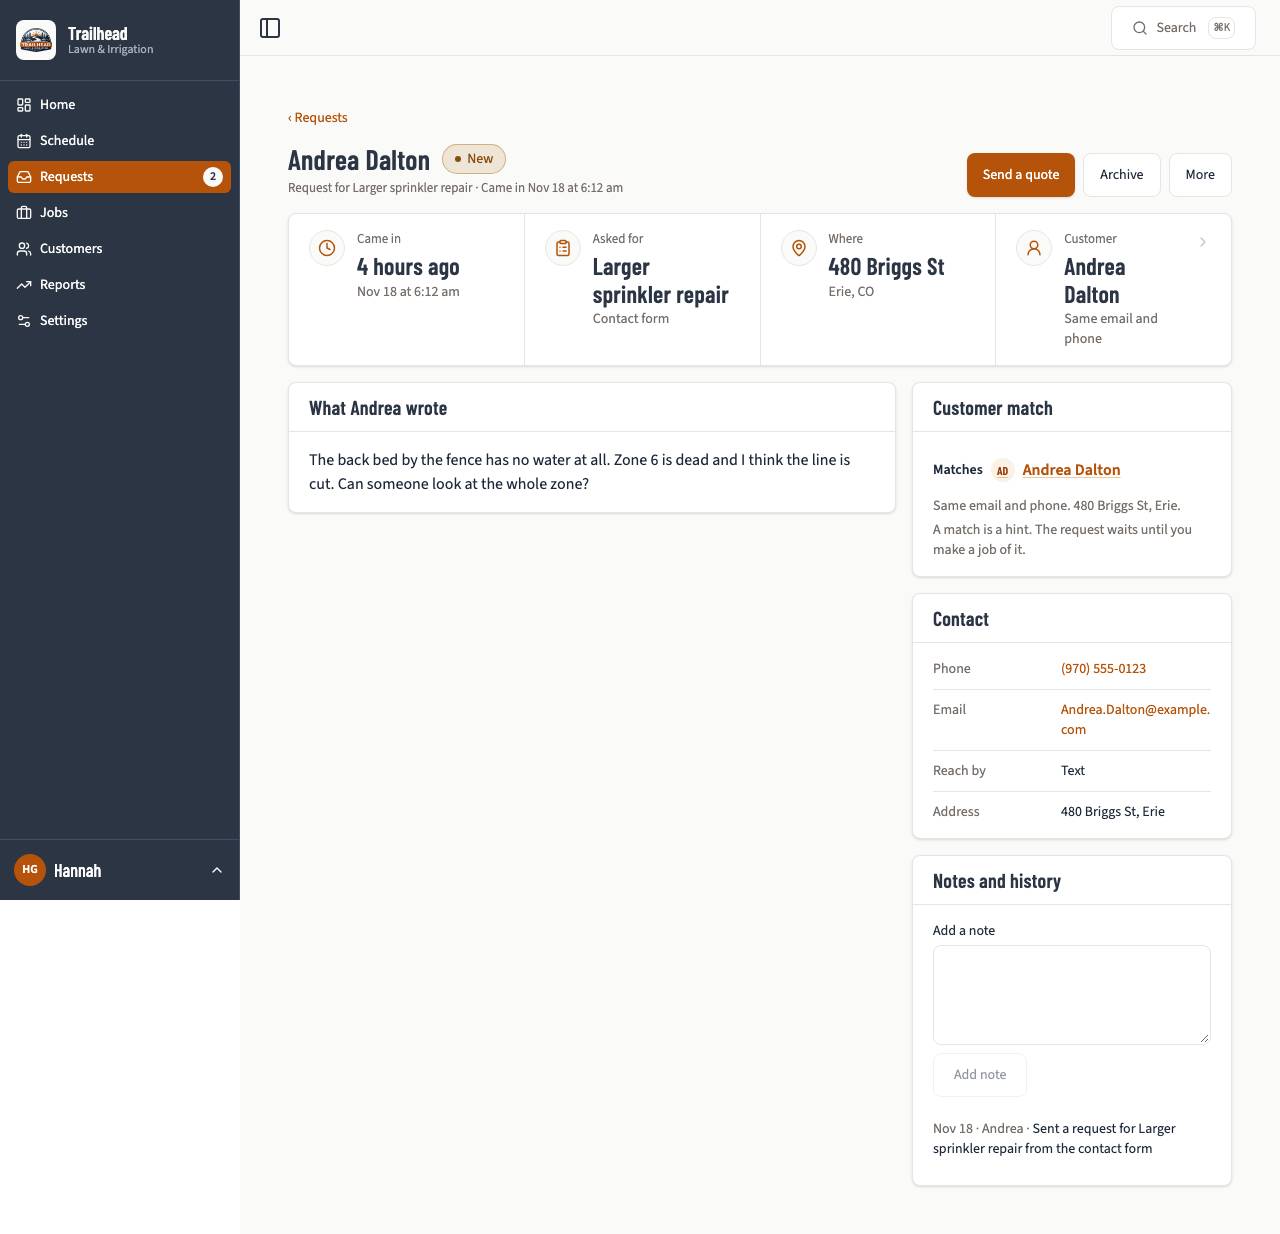 TRAILHEAD
Trailhead
Lawn & Irrigation
Home
Schedule
Requests
2
Jobs
Customers
Reports
Settings
HG
Hannah
Search
⌘K
‹ Requests
Andrea Dalton
New
Request for Larger sprinkler repair · Came in Nov 18 at 6:12 am
Send a quote
Archive
More
Came in
4 hours ago
Nov 18 at 6:12 am
Asked for
Larger
sprinkler repair
Contact form
Where
480 Briggs St
Erie, CO
Customer
Andrea
Dalton
Same email and
phone
What Andrea wrote
The back bed by the fence has no water at all. Zone 6 is dead and I think the line is
cut. Can someone look at the whole zone?
Customer match
Matches
AD
Andrea Dalton
Same email and phone. 480 Briggs St, Erie.
A match is a hint. The request waits until you
make a job of it.
Contact
Phone
(970) 555-0123
Email
Andrea.Dalton@example.
com
Reach by
Text
Address
480 Briggs St, Erie
Notes and history
Add a note
Add note
Nov 18 · Andrea · Sent a request for Larger
sprinkler repair from the contact form